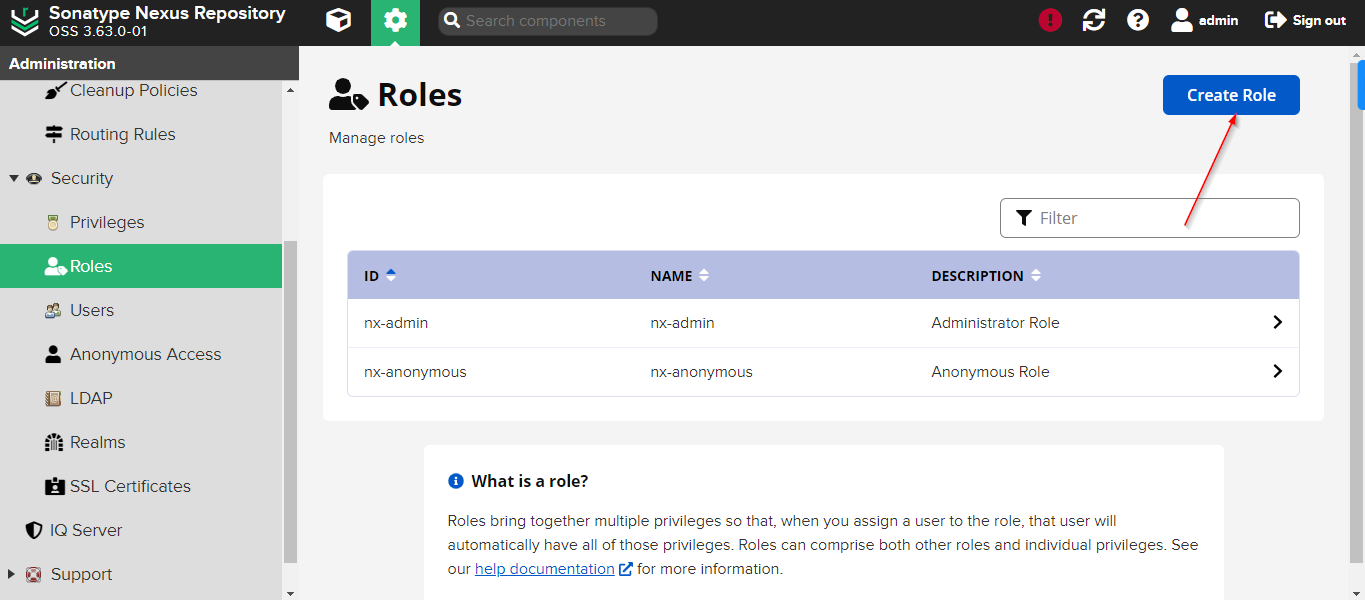 Sonatype Nexus Repository
OSS 3.63.0-01
Search components
admin
Sign out
Administration
Cleanup Policies
Routing Rules
Security
Privileges
Roles
Users
Anonymous Access
LDAP
Realms
SSL Certificates
IQ Server
Support
Roles
Create Role
Manage roles
Filter
ID NAME DESCRIPTION
nx-admin nx-admin Administrator Role
nx-anonymous nx-anonymous Anonymous Role
What is a role?
Roles bring together multiple privileges so that, when you assign a user to the role, that user will
automatically have all of those privileges. Roles can comprise both other roles and individual privileges. See
our help documentation for more information.